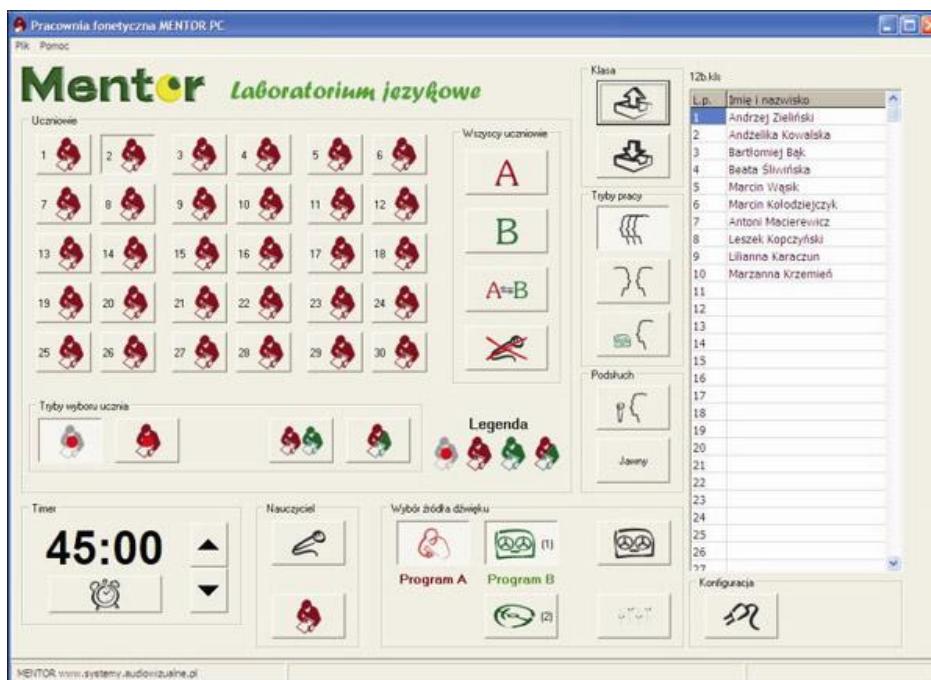 Pracownia fonetyczna MENTOR PC
Plik Pomoc
Mentor Laboratorium językowe
Uczniowie
1 2 3 4 5 6
7 8 9 10 11 12
13 14 15 16 17 18
19 20 21 22 23 24
25 26 27 28 29 30
Wszyscy uczniowie
A
B
A⇆B
Tryby wyboru ucznia
Legenda
Timer
45:00
Nauczyciel
Wybór źródła dźwięku
(1)
Program A Program B
(2)
Klasa
Tryby pracy
Podsłuch
Jawny
12b.kls
L.p. Imię i nazwisko
1 Andrzej Zieliński
2 Andżelika Kowalska
3 Bartłomiej Bąk
4 Beata Śliwińska
5 Marcin Wąsik
6 Marcin Kołodziejczyk
7 Antoni Macierewicz
8 Leszek Kopczyński
9 Lilianna Karaczun
10 Marzanna Krzemień
11
12
13
14
15
16
17
18
19
20
21
22
23
24
25
26
27
Konfiguracja
MENTOR www.systemy.audiowizualne.pl